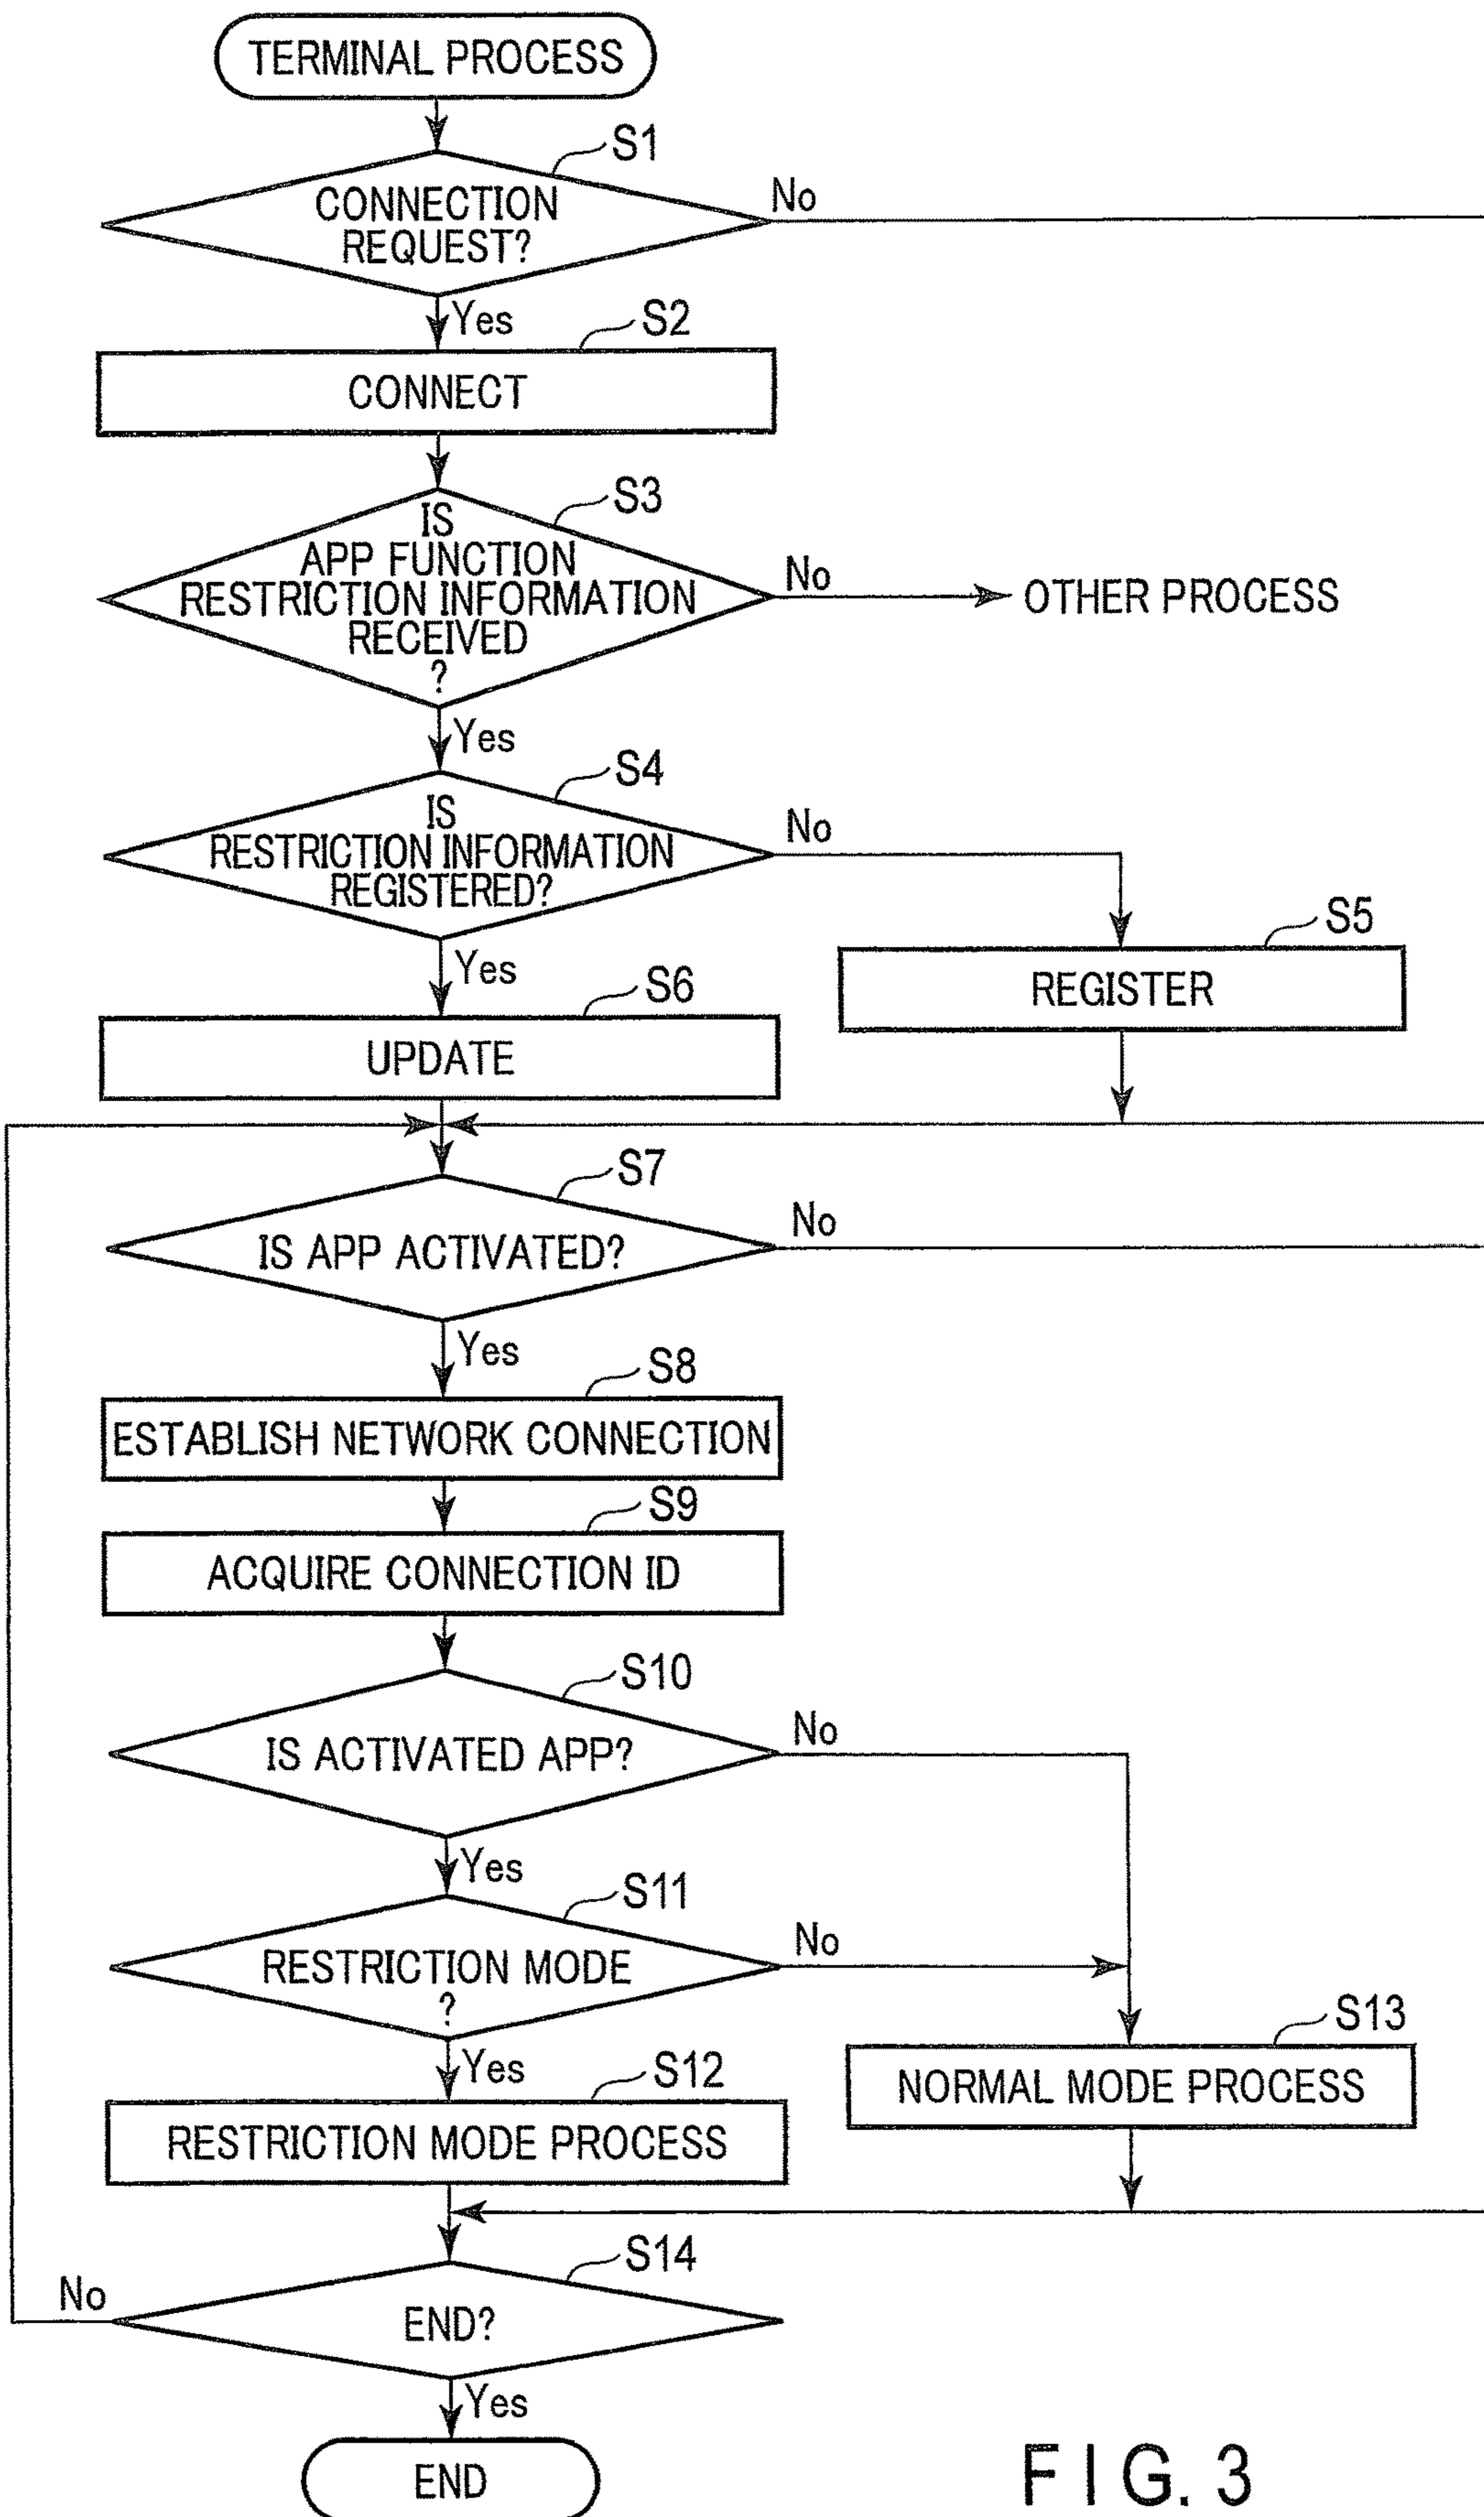 TERMINAL PROCESS
S1
CONNECTION
REQUEST?
No
Yes
S2
CONNECT
S3
IS
APP FUNCTION
RESTRICTION INFORMATION
RECEIVED
?
No
OTHER PROCESS
Yes
S4
IS
RESTRICTION INFORMATION
REGISTERED?
No
S5
REGISTER
Yes
S6
UPDATE
S7
IS APP ACTIVATED?
No
Yes
S8
ESTABLISH NETWORK CONNECTION
S9
ACQUIRE CONNECTION ID
S10
IS ACTIVATED APP?
No
Yes
S11
RESTRICTION MODE
?
No
Yes
S12
RESTRICTION MODE PROCESS
S13
NORMAL MODE PROCESS
S14
END?
No
Yes
END
FIG. 3